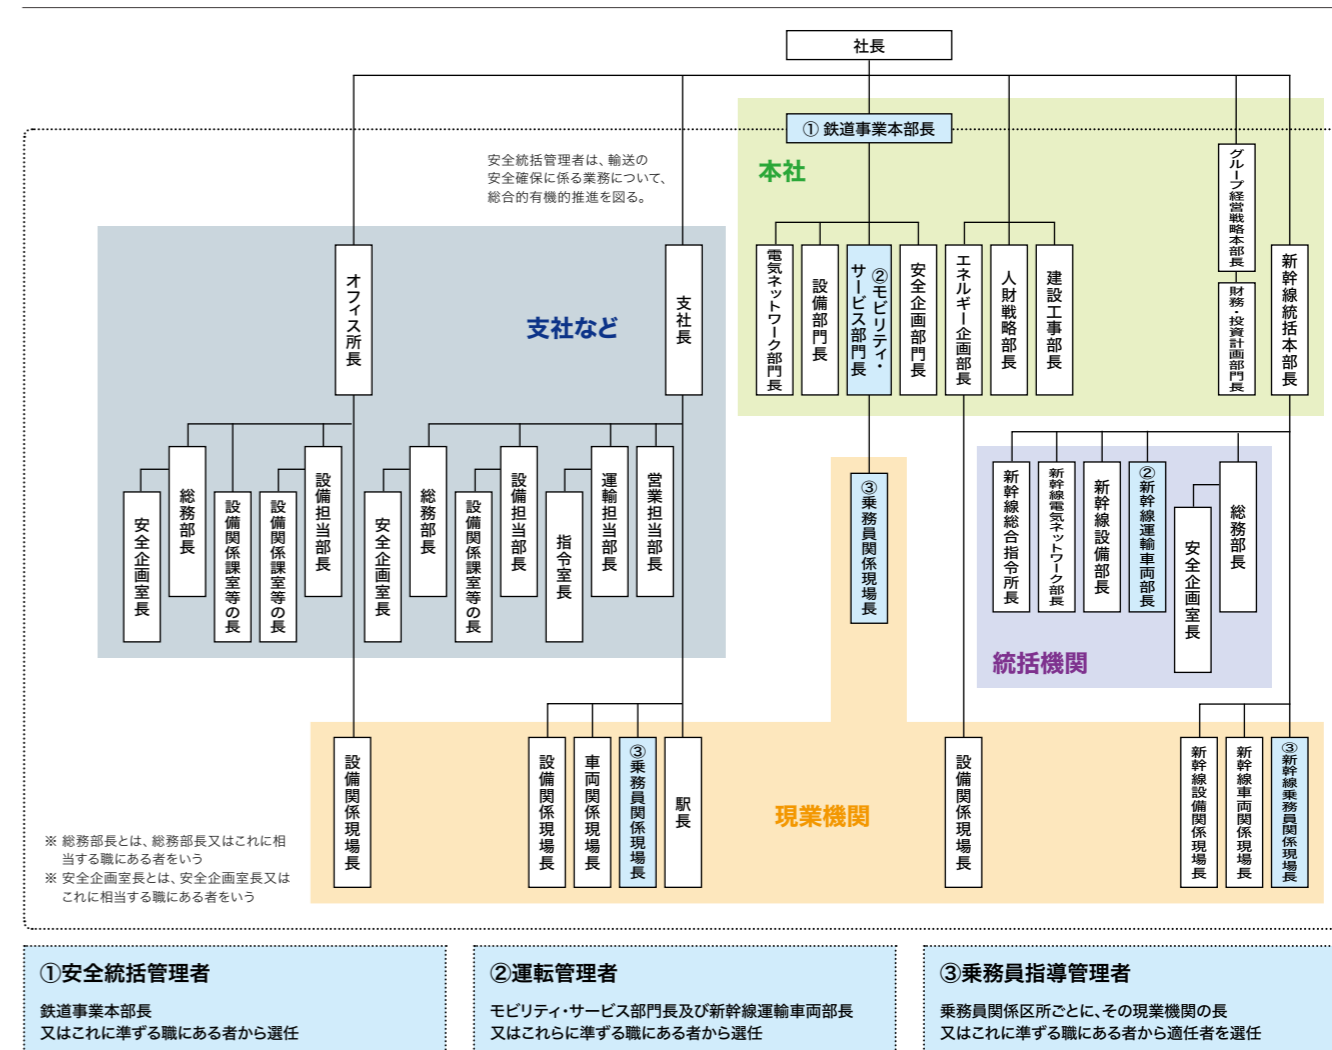 社長
①鉄道事業本部長
安全統括管理者は、輸送の
安全確保に係る業務について、
総合的有機的推進を図る。
本社
グループ経営戦略本部長
財務・投資計画部門長
新幹線統括本部長
電気ネットワーク部門長
設備部門長
②モビリティ・
サービス部門長
安全企画部門長
エネルギー企画部長
人財戦略部長
建設工事部長
支社など
オフィス所長
支社長
安全企画室長
総務部長
設備関係課室等の長
設備関係課室等の長
設備担当部長
安全企画室長
総務部長
設備関係課室等の長
設備担当部長
指令室長
運輸担当部長
営業担当部長
③乗務員関係現場長
新幹線総合指令所長
新幹線電気ネットワーク部長
新幹線設備部長
②新幹線運輸車両部長
安全企画室長
総務部長
統括機関
設備関係現場長
設備関係現場長
車両関係現場長
③乗務員関係現場長
駅長
現業機関
設備関係現場長
新幹線設備関係現場長
新幹線車両関係現場長
③新幹線乗務員関係現場長
※ 総務部長とは、総務部長又はこれに相
当する職にある者をいう
※ 安全企画室長とは、安全企画室長又は
これに相当する職にある者をいう
①安全統括管理者
鉄道事業本部長
又はこれに準ずる職にある者から選任
②運転管理者
モビリティ・サービス部門長及び新幹線運輸車両部長
又はこれらに準ずる職にある者から選任
③乗務員指導管理者
乗務員関係区所ごとに、その現業機関の長
又はこれに準ずる職にある者から適任者を選任